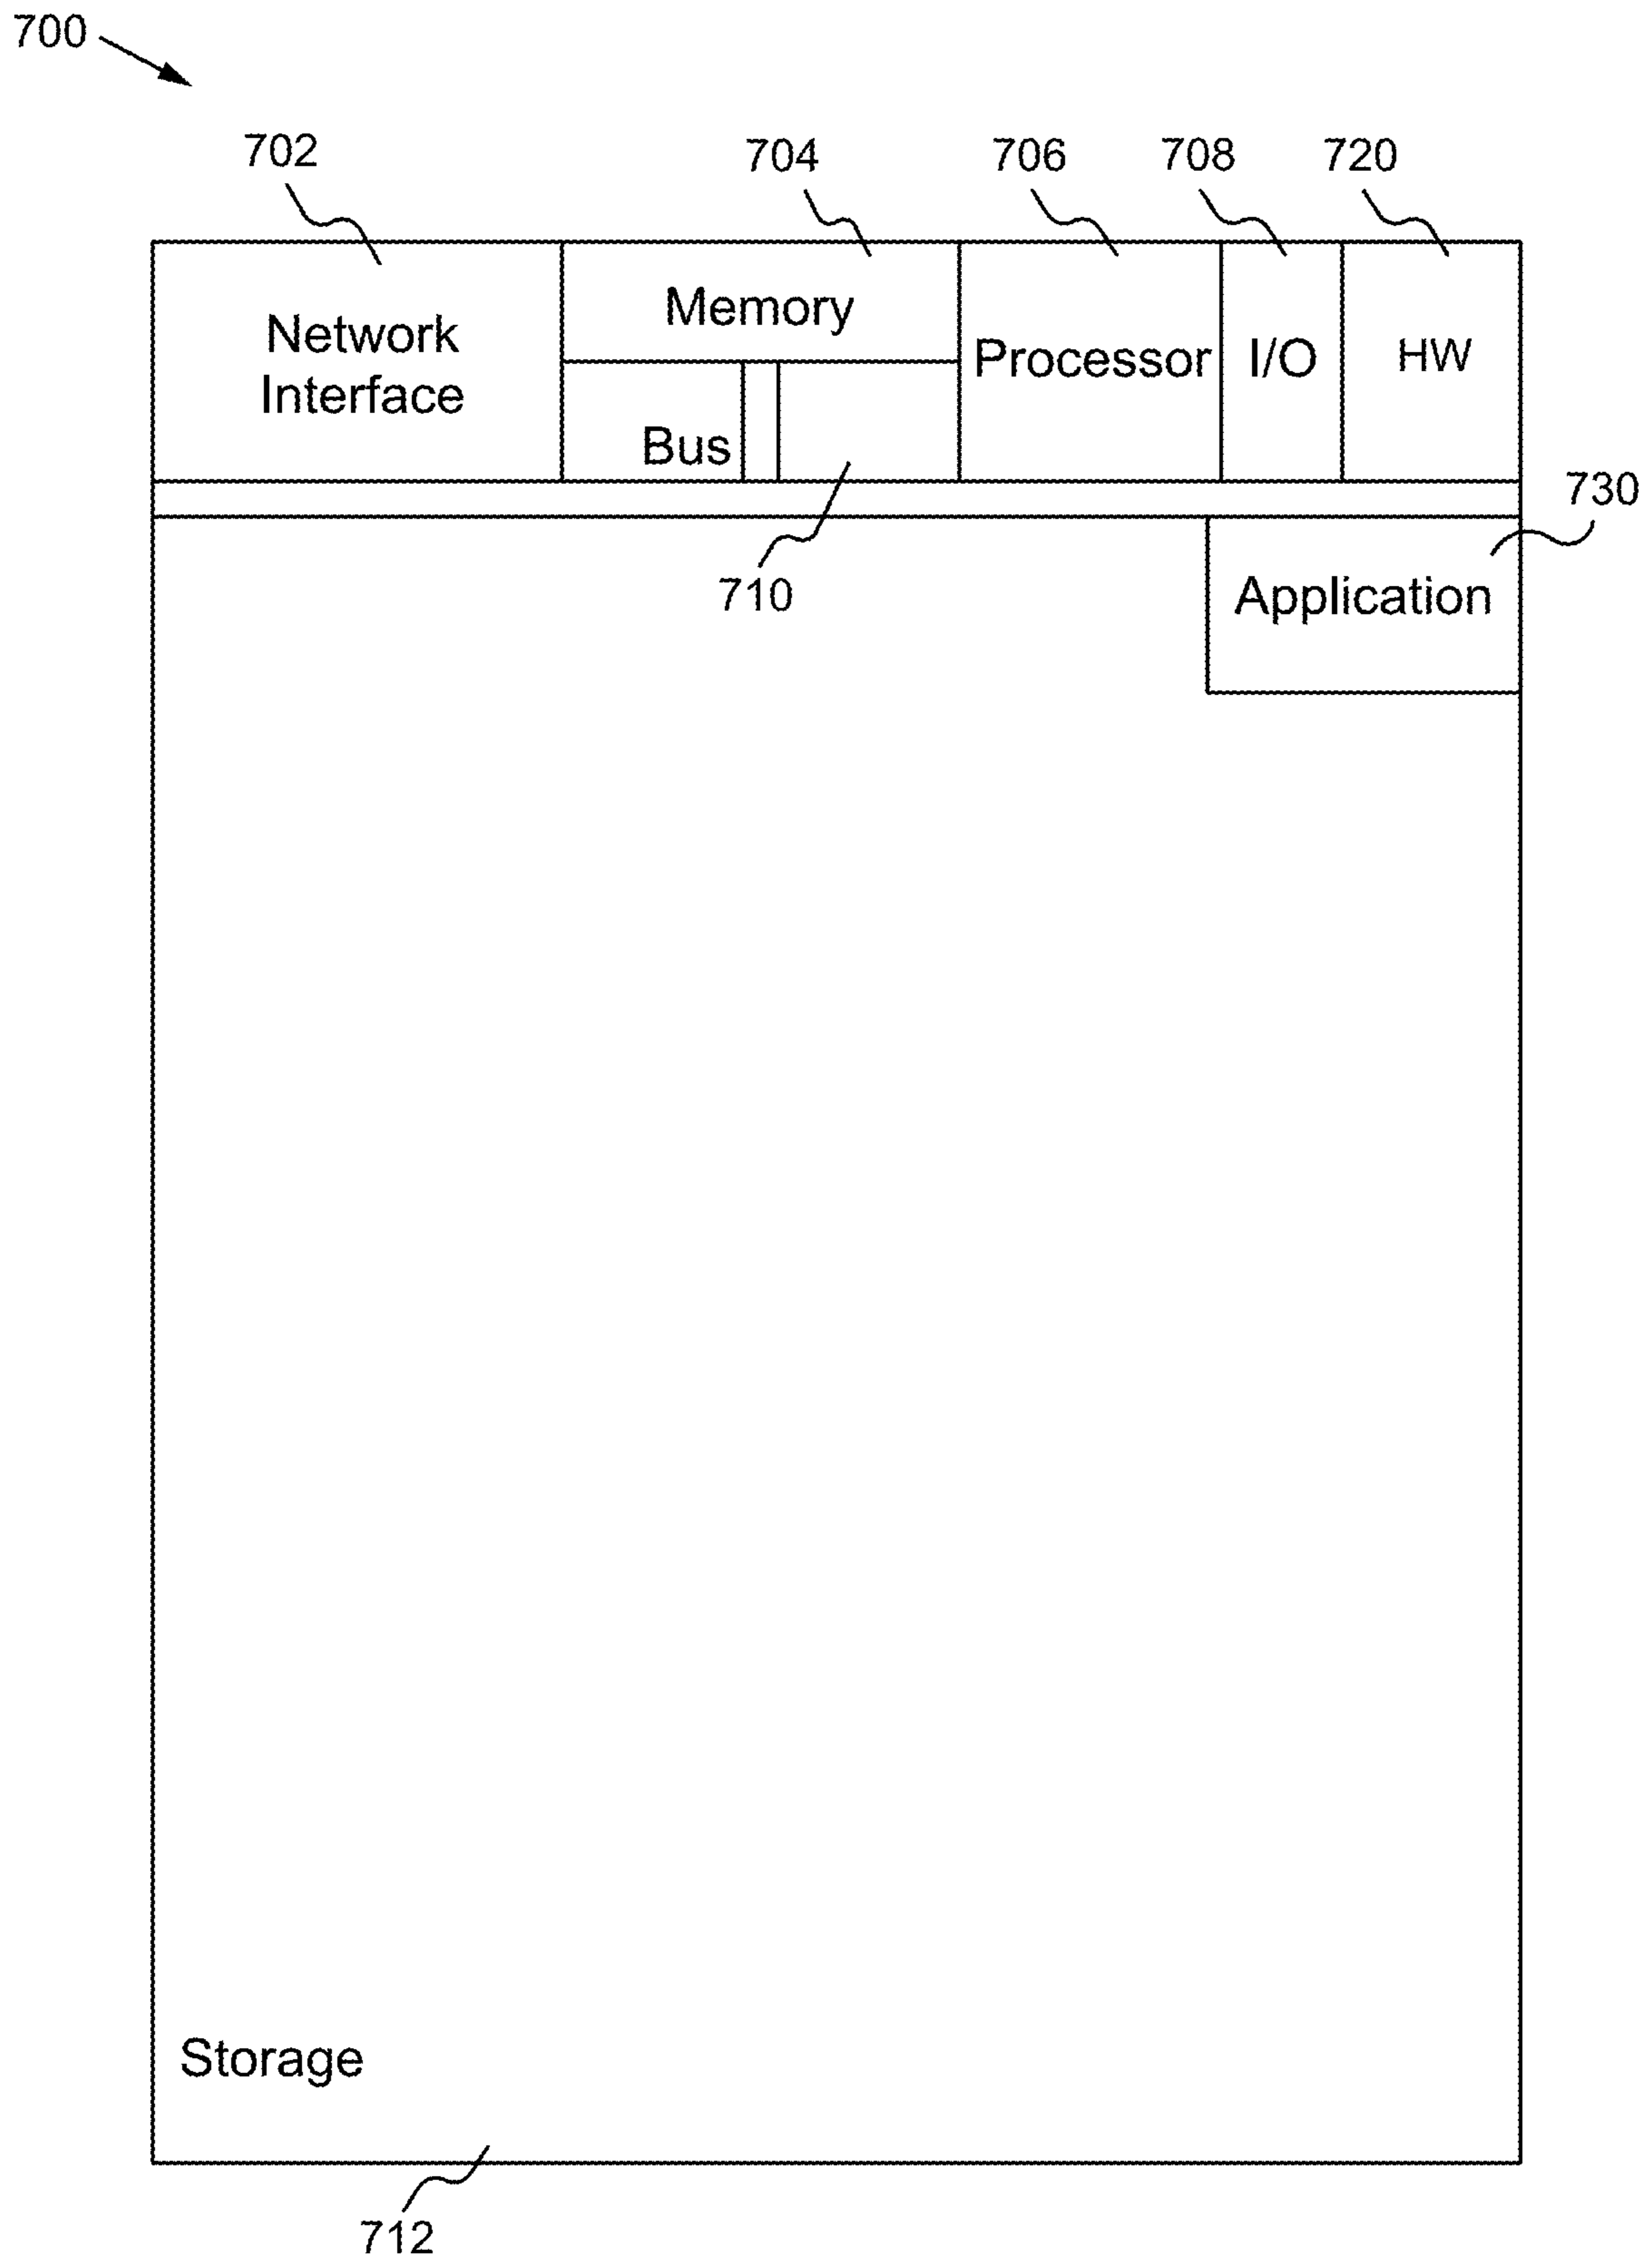 700
702
704
706
708
720
Network
Interface
Memory
Processor
I/O
HW
Bus
730
710
Application
Storage
712